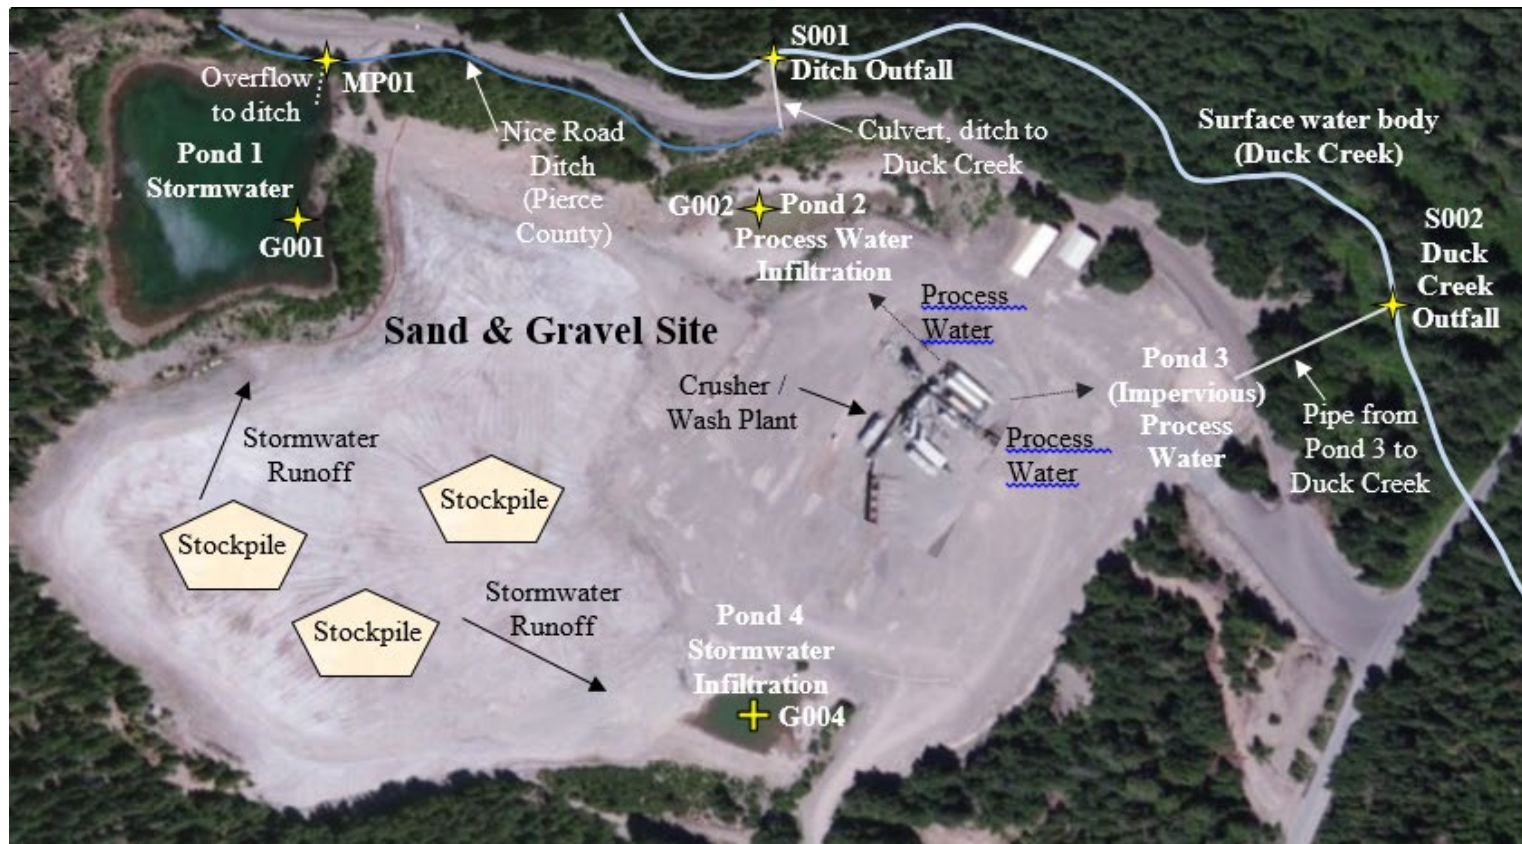 S001
Ditch Outfall
Overflow
to ditch
MP01
Pond 1
Stormwater
G001
Nice Road
Ditch
(Pierce
County)
Culvert, ditch to
Duck Creek
Surface water body
(Duck Creek)
G002
Pond 2
Process Water
Infiltration
S002
Duck
Creek
Outfall
Process
Water
Sand & Gravel Site
Crusher /
Wash Plant
Pond 3
(Impervious)
Process
Water
Process
Water
Pipe from
Pond 3 to
Duck Creek
Stormwater
Runoff
Stockpile
Stockpile
Stockpile
Stormwater
Runoff
Pond 4
Stormwater
Infiltration
G004